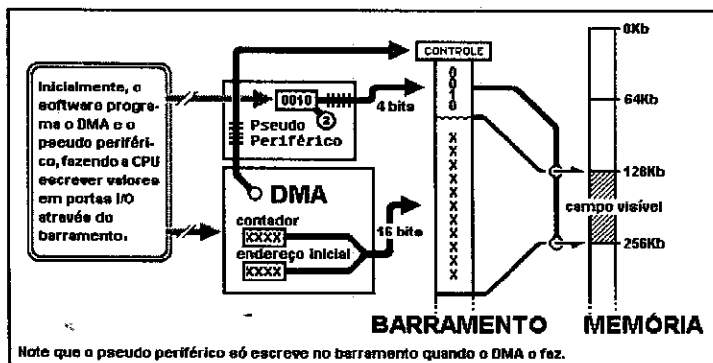 Inicialmente, o
software progra-
ma o DMA e o
pseudo periféri-
co, fazendo a CPU
escrever valores
em portas I/O
através do
barramento.
0010
2
Pseudo
Periférico
4 bits
DMA
contador
XXXX
endereço inicial
XXXX
16 bits
CONTROLE
0
0
1
0
X
X
X
X
X
X
X
X
X
X
X
X
BARRAMENTO
0Kb
64Kb
128Kb
campo visível
256Kb
MEMÓRIA
Note que o pseudo periférico só escreve no barramento quando o DMA o faz.